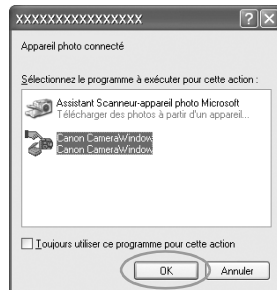 xxxxxxxxxxxxxxxxx
Appareil photo connecté
Sélectionnez le programme à exécuter pour cette action :
Assistant Scanneur-appareil photo Microsoft
Télécharger des photos à partir d'un appareil...
Canon CameraWindow
Canon CameraWindow
Toujours utiliser ce programme pour cette action
OK
Annuler